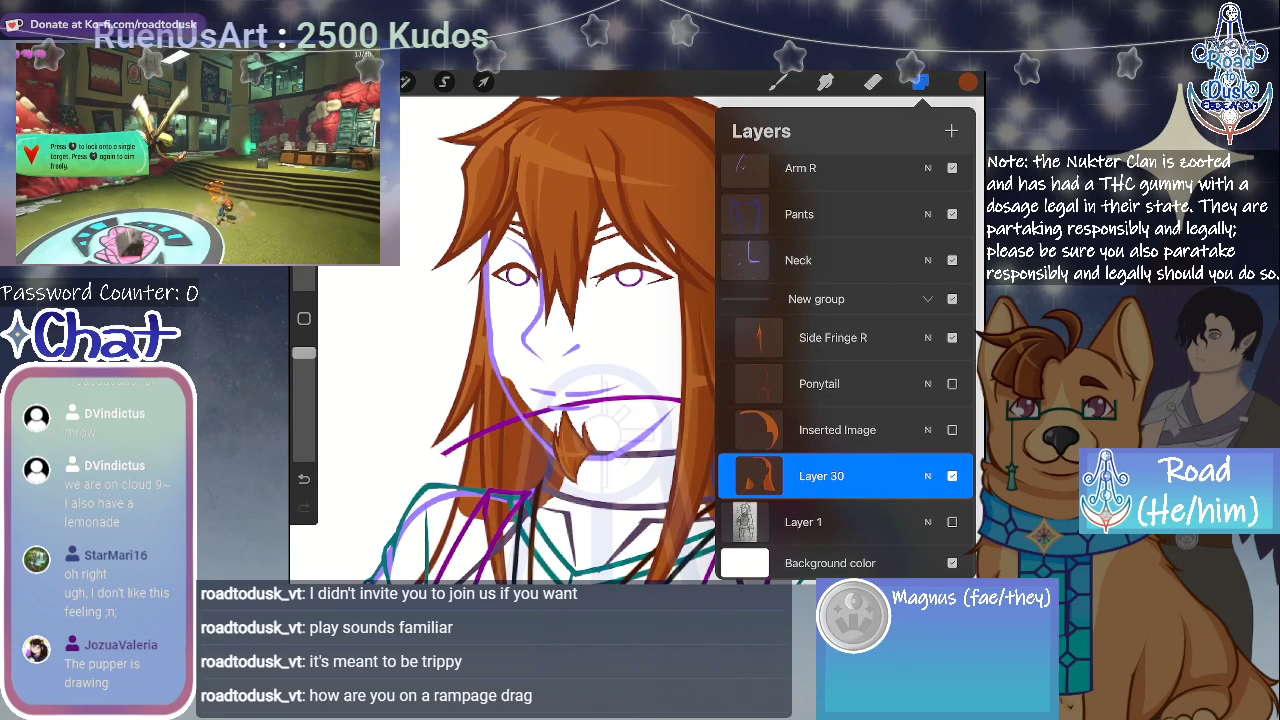 Donate at Ko-fi.com/roadtodusk
RuenUsArt : 2500 Kudos
Press to lock onto a single
target. Press again to aim
freely.
Layers
Arm R
N
Pants
N
Neck
N
New group
Side Fringe R
N
Ponytail
N
Inserted Image
N
Layer 30
N
Layer 1
N
Background color
Road
to
Dusk
Note: the Nukter Clan is zooted
and has had a THC gummy with a
dosage legal in their state. They are
partaking responsibly and legally;
please be sure you also paratake
responsibly and legally should you do so.
Password Counter: 0
Chat
DVindictus
mrow
DVindictus
we are on cloud 9~
I also have a
lemonade
StarMari16
oh right
ugh, I don't like this
feeling ;n;
JozuaValeria
The pupper is
drawing
roadtodusk_vt: I didn't invite you to join us if you want
roadtodusk_vt: play sounds familiar
roadtodusk_vt: it's meant to be trippy
roadtodusk_vt: how are you on a rampage drag
Road
(He/him)
Magnus (fae/they)